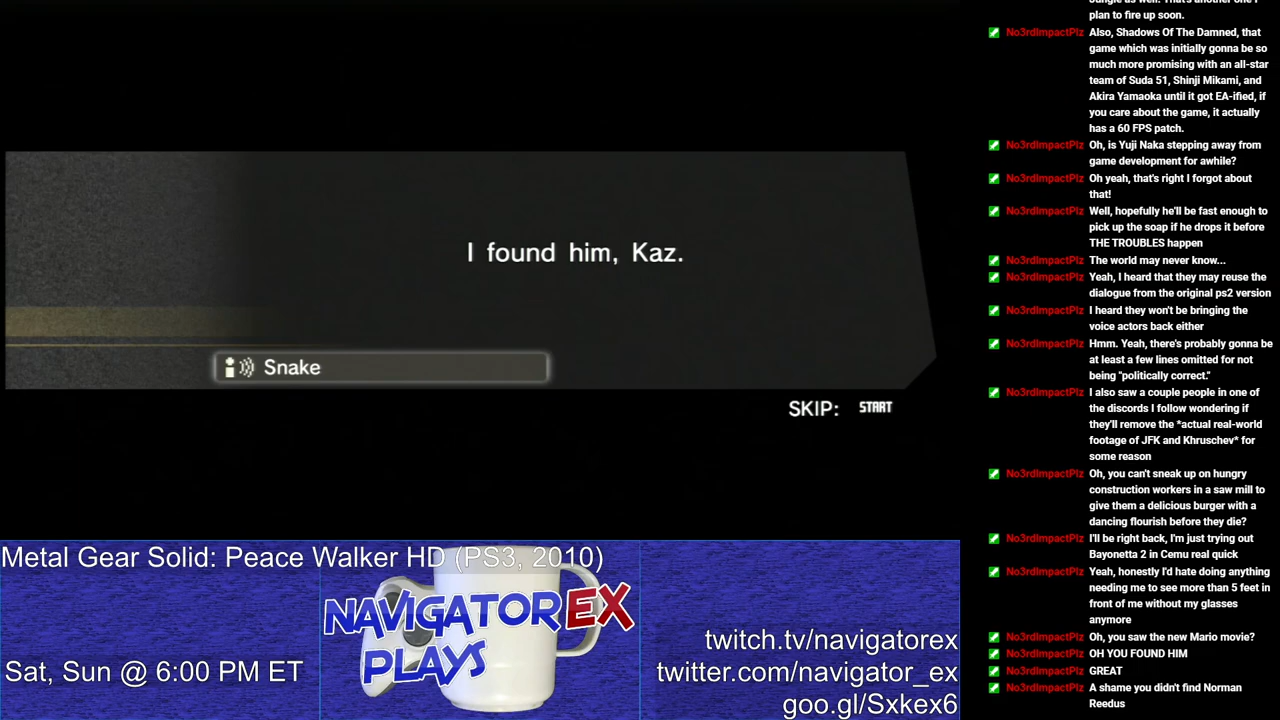 I found him, Kaz.
Snake
SKIP: START
Metal Gear Solid: Peace Walker HD (PS3, 2010)
NAVIGATOREX
PLAYS
Sat, Sun @ 6:00 PM ET
twitch.tv/navigatorex
twitter.com/navigator_ex
goo.gl/Sxkex6
plan to fire up soon.
No3rdImpactPlz Also, Shadows Of The Damned, that
game which was initially gonna be so
much more promising with an all-star
team of Suda 51, Shinji Mikami, and
Akira Yamaoka until it got EA-ified, if
you care about the game, it actually
has a 60 FPS patch.
No3rdImpactPlz Oh, is Yuji Naka stepping away from
game development for awhile?
No3rdImpactPlz Oh yeah, that's right I forgot about
that!
No3rdImpactPlz Well, hopefully he'll be fast enough to
pick up the soap if he drops it before
THE TROUBLES happen
No3rdImpactPlz The world may never know...
No3rdImpactPlz Yeah, I heard that they may reuse the
dialogue from the original ps2 version
No3rdImpactPlz I heard they won't be bringing the
voice actors back either
No3rdImpactPlz Hmm. Yeah, there's probably gonna be
at least a few lines omitted for not
being "politically correct."
No3rdImpactPlz I also saw a couple people in one of
the discords I follow wondering if
they'll remove the *actual real-world
footage of JFK and Khruschev* for
some reason
No3rdImpactPlz Oh, you can't sneak up on hungry
construction workers in a saw mill to
give them a delicious burger with a
dancing flourish before they die?
No3rdImpactPlz I'll be right back, I'm just trying out
Bayonetta 2 in Cemu real quick
No3rdImpactPlz Yeah, honestly I'd hate doing anything
needing me to see more than 5 feet in
front of me without my glasses
anymore
No3rdImpactPlz Oh, you saw the new Mario movie?
No3rdImpactPlz OH YOU FOUND HIM
No3rdImpactPlz GREAT
No3rdImpactPlz A shame you didn't find Norman
Reedus